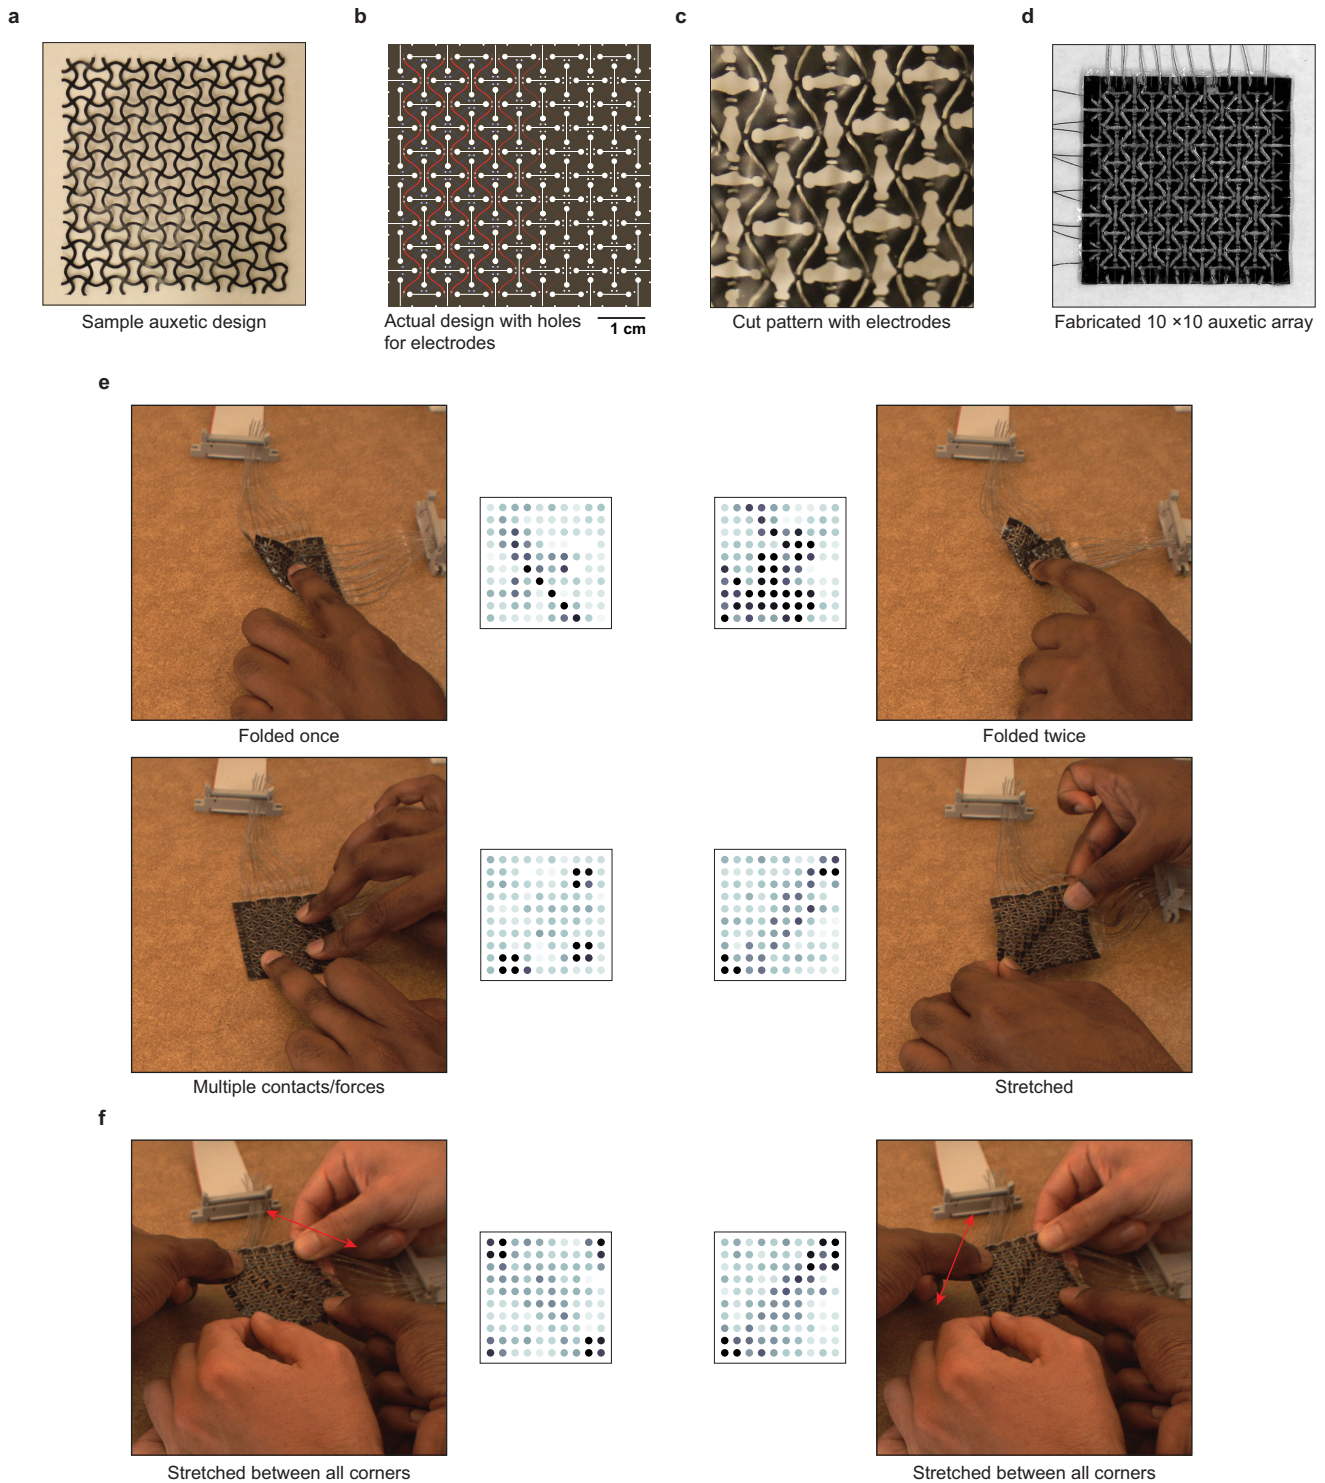 a
b
c
d
Sample auxetic design
Actual design with holes
for electrodes
1 cm
Cut pattern with electrodes
Fabricated 10 ×10 auxetic array
e
Folded once
Folded twice
Multiple contacts/forces
Stretched
f
Stretched between all corners
Stretched between all corners